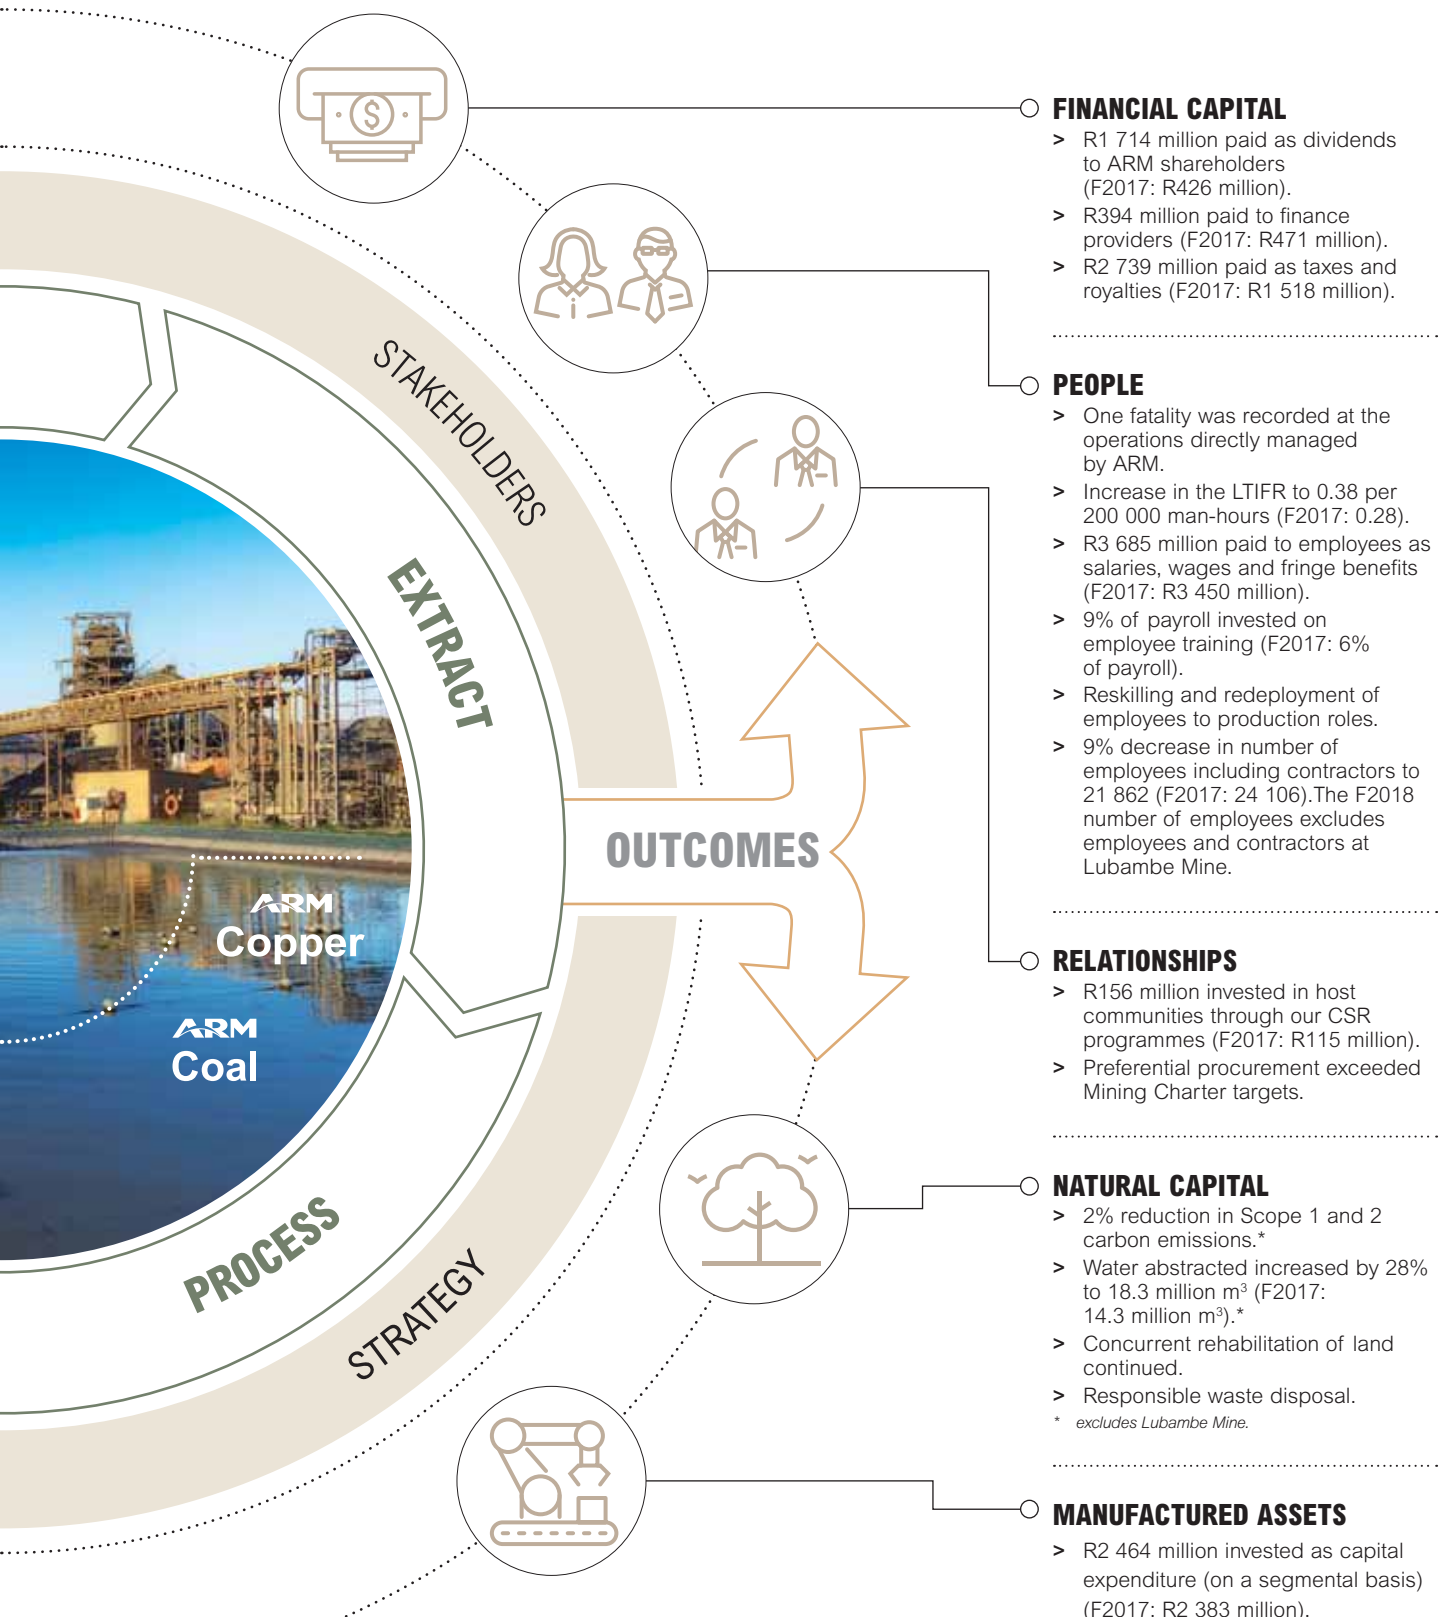 FINANCIAL CAPITAL
> R1 714 million paid as dividends
to ARM shareholders
(F2017: R426 million).
> R394 million paid to finance
providers (F2017: R471 million).
> R2 739 million paid as taxes and
royalties (F2017: R1 518 million).
PEOPLE
> One fatality was recorded at the
operations directly managed
by ARM.
> Increase in the LTIFR to 0.38 per
200 000 man-hours (F2017: 0.28).
> R3 685 million paid to employees as
salaries, wages and fringe benefits
(F2017: R3 450 million).
> 9% of payroll invested on
employee training (F2017: 6%
of payroll).
> Reskilling and redeployment of
employees to production roles.
> 9% decrease in number of
employees including contractors to
21 862 (F2017: 24 106).The F2018
number of employees excludes
employees and contractors at
Lubambe Mine.
RELATIONSHIPS
> R156 million invested in host
communities through our CSR
programmes (F2017: R115 million).
> Preferential procurement exceeded
Mining Charter targets.
NATURAL CAPITAL
> 2% reduction in Scope 1 and 2
carbon emissions.*
> Water abstracted increased by 28%
to 18.3 million m³ (F2017:
14.3 million m³).*
> Concurrent rehabilitation of land
continued.
> Responsible waste disposal.
* excludes Lubambe Mine.
MANUFACTURED ASSETS
> R2 464 million invested as capital
expenditure (on a segmental basis)
(F2017: R2 383 million).
STAKEHOLDERS
EXTRACT
OUTCOMES
ARM
Copper
ARM
Coal
PROCESS
STRATEGY
$